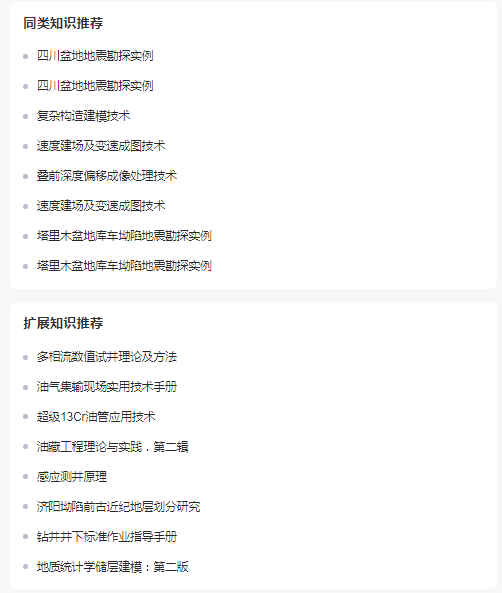 同类知识推荐
四川盆地地震勘探实例
四川盆地地震勘探实例
复杂构造建模技术
速度建场及变速成图技术
叠前深度偏移成像处理技术
速度建场及变速成图技术
塔里木盆地库车坳陷地震勘探实例
塔里木盆地库车坳陷地震勘探实例
扩展知识推荐
多相流数值试井理论及方法
油气集输现场实用技术手册
超级13Cr油管应用技术
油藏工程理论与实践．第二辑
感应测井原理
济阳坳陷前古近纪地层划分研究
钻井井下标准作业指导手册
地质统计学储层建模：第二版